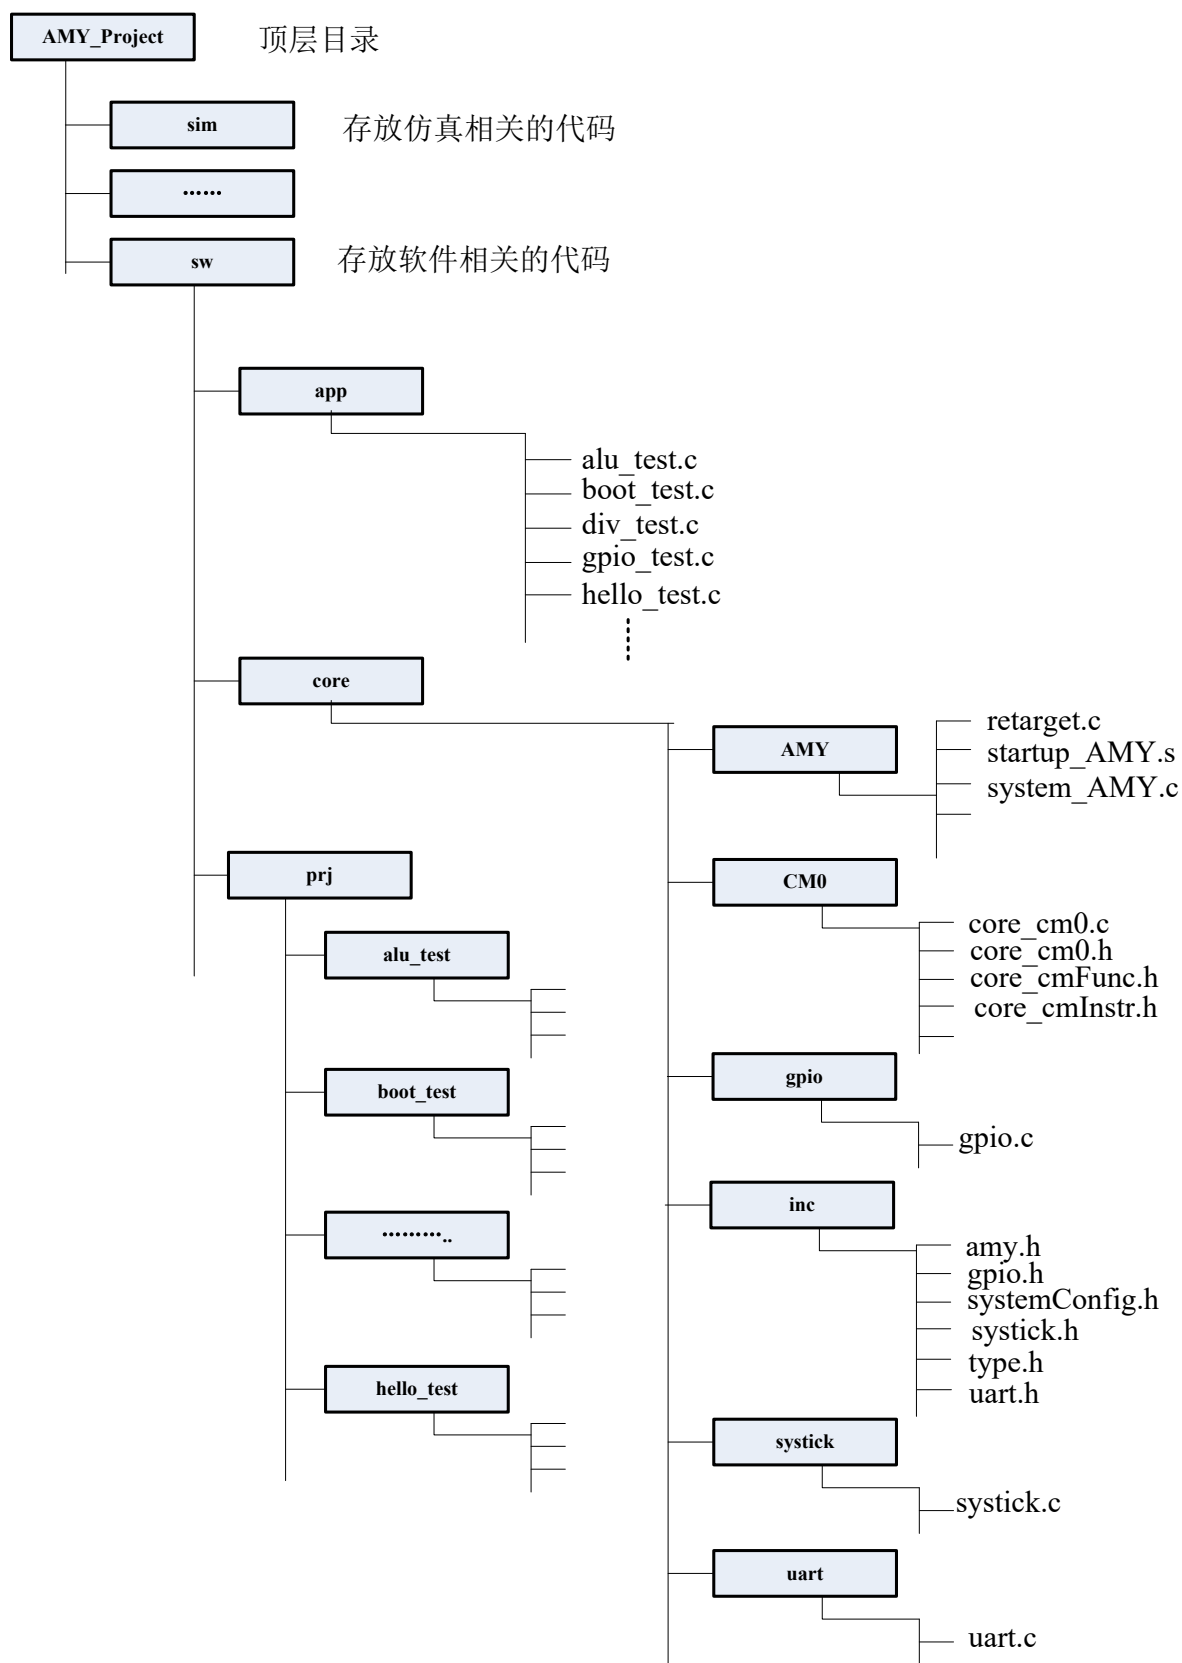 AMY_Project
顶层目录
sim
存放仿真相关的代码
······
sw
存放软件相关的代码
app
alu_test.c
boot_test.c
div_test.c
gpio_test.c
hello_test.c
core
AMY
retarget.c
startup_AMY.s
system_AMY.c
CM0
core_cm0.c
core_cm0.h
core_cmFunc.h
core_cmInstr.h
gpio
gpio.c
inc
amy.h
gpio.h
systemConfig.h
systick.h
type.h
uart.h
systick
systick.c
uart
uart.c
prj
alu_test
boot_test
·········..
hello_test